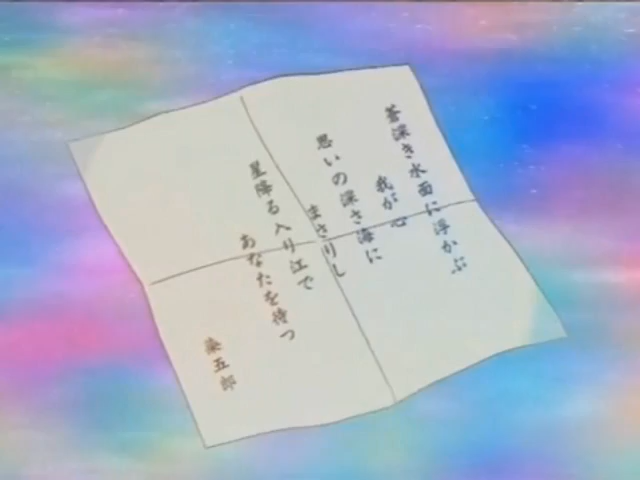 蒼深き水面に浮かぶ
我が心
思いの深さ海に
まさりし
星降る入り江で
あなたを待つ
染五郎